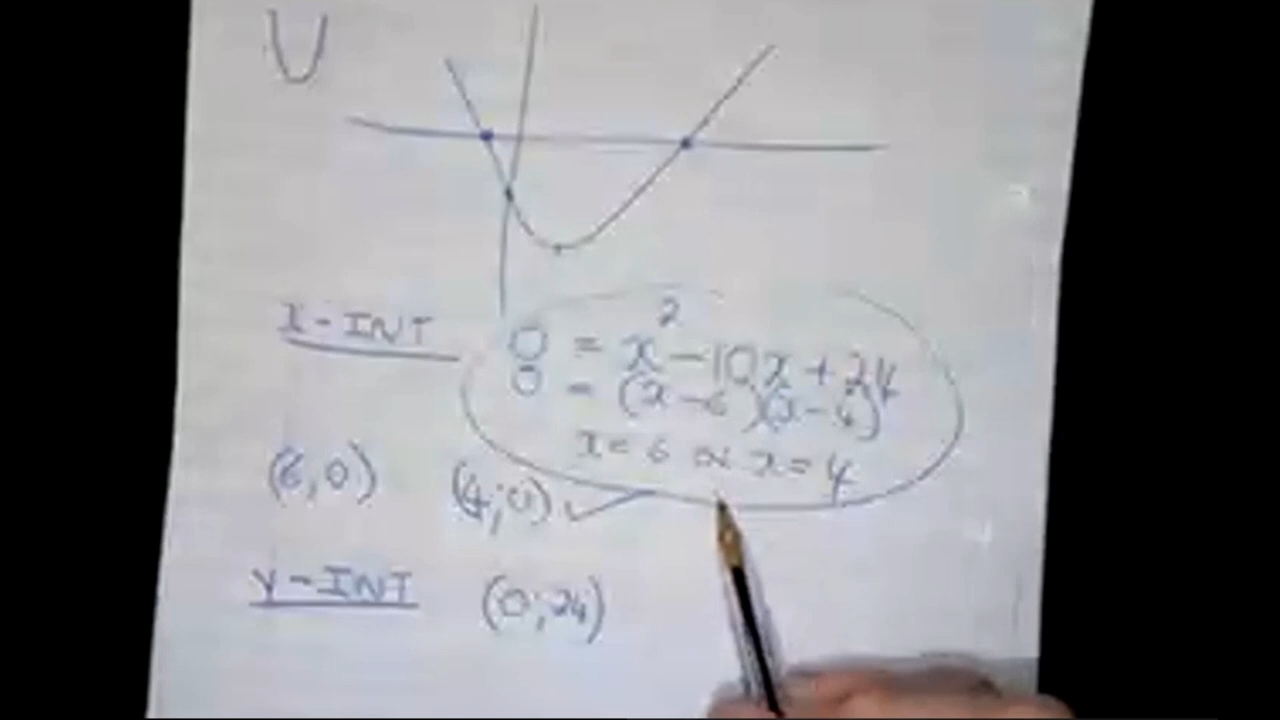 x-INT
0 = x² - 10x + 24
0 = (x - 6)(x - 4)
x = 6 or x = 4
(6;0) (4;0) ✓
y-INT (0;24)